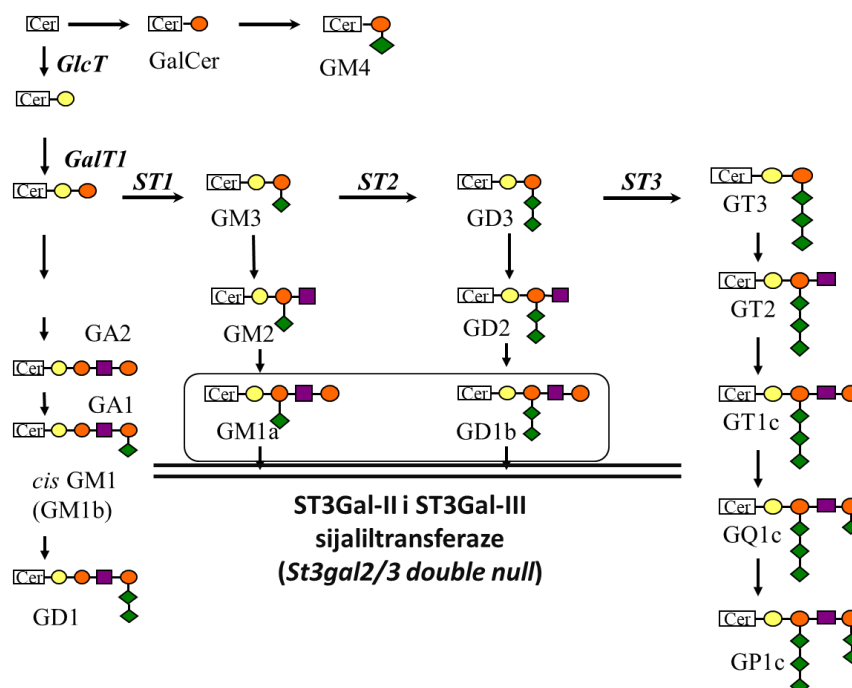 Cer
Cer
Cer
GlcT
GalCer
GM4
Cer
GalT1
Cer
ST1
Cer
GM3
ST2
Cer
GD3
ST3
Cer
GT3
Cer
GM2
Cer
GD2
Cer
GT2
GA2
Cer
GA1
Cer
cis GM1
(GM1b)
Cer
GM1a
Cer
GD1b
Cer
GT1c
ST3Gal-II i ST3Gal-III
sijaliltransferaze
(St3gal2/3 double null)
Cer
GQ1c
Cer
GD1
Cer
GP1c